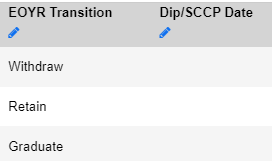 EOYR Transition Dip/SCCP Date
Withdraw
Retain
Graduate